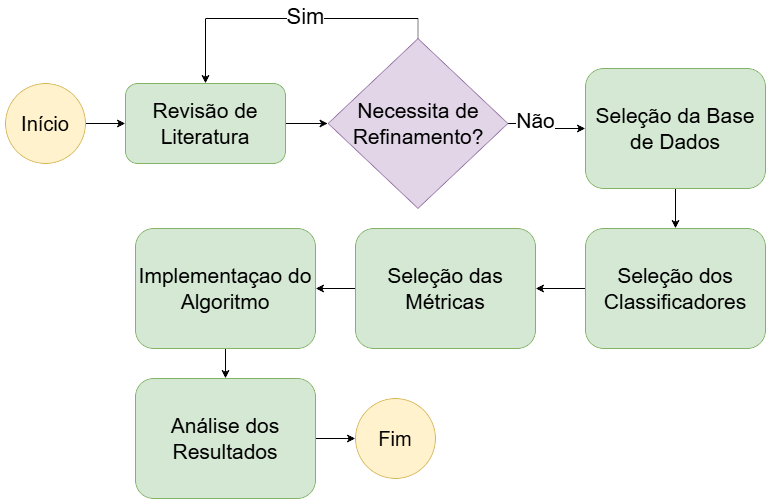 Sim
Início
Revisão de
Literatura
Necessita de
Refinamento?
Não
Seleção da Base
de Dados
Implementaçao do
Algoritmo
Seleção das
Métricas
Seleção dos
Classificadores
Análise dos
Resultados
Fim